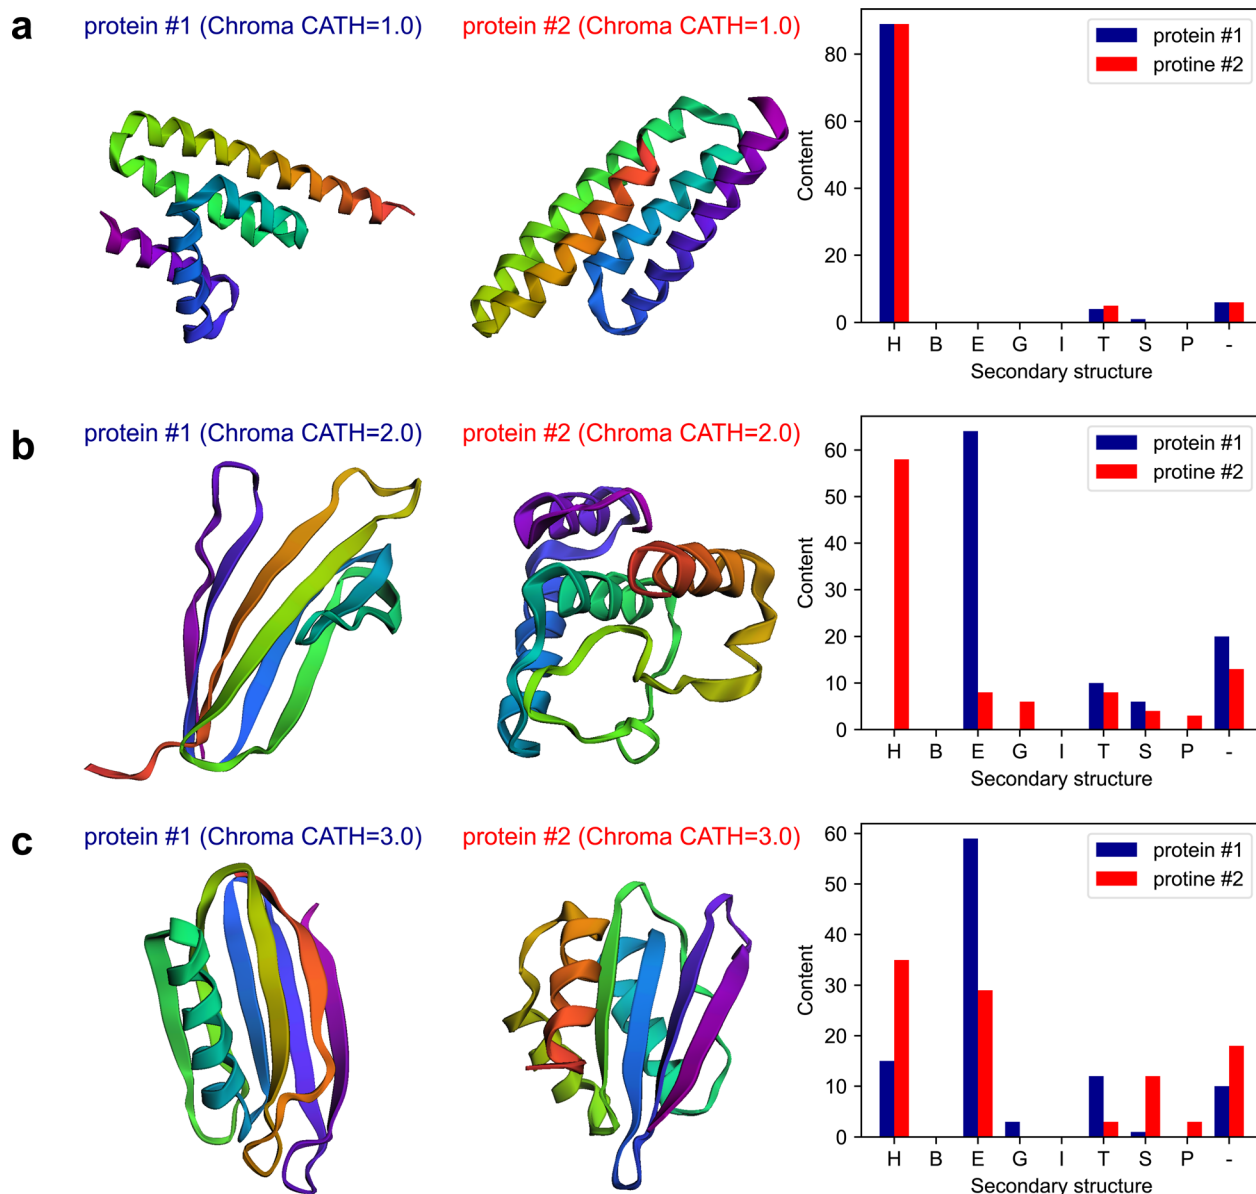 a
protein #1 (Chroma CATH=1.0)
protein #2 (Chroma CATH=1.0)
Content
80
60
40
20
0
protein #1
protine #2
H B E G I T S P -
Secondary structure
b
protein #1 (Chroma CATH=2.0)
protein #2 (Chroma CATH=2.0)
Content
60
50
40
30
20
10
0
protein #1
protine #2
H B E G I T S P -
Secondary structure
c
protein #1 (Chroma CATH=3.0)
protein #2 (Chroma CATH=3.0)
Content
60
50
40
30
20
10
0
protein #1
protine #2
H B E G I T S P -
Secondary structure